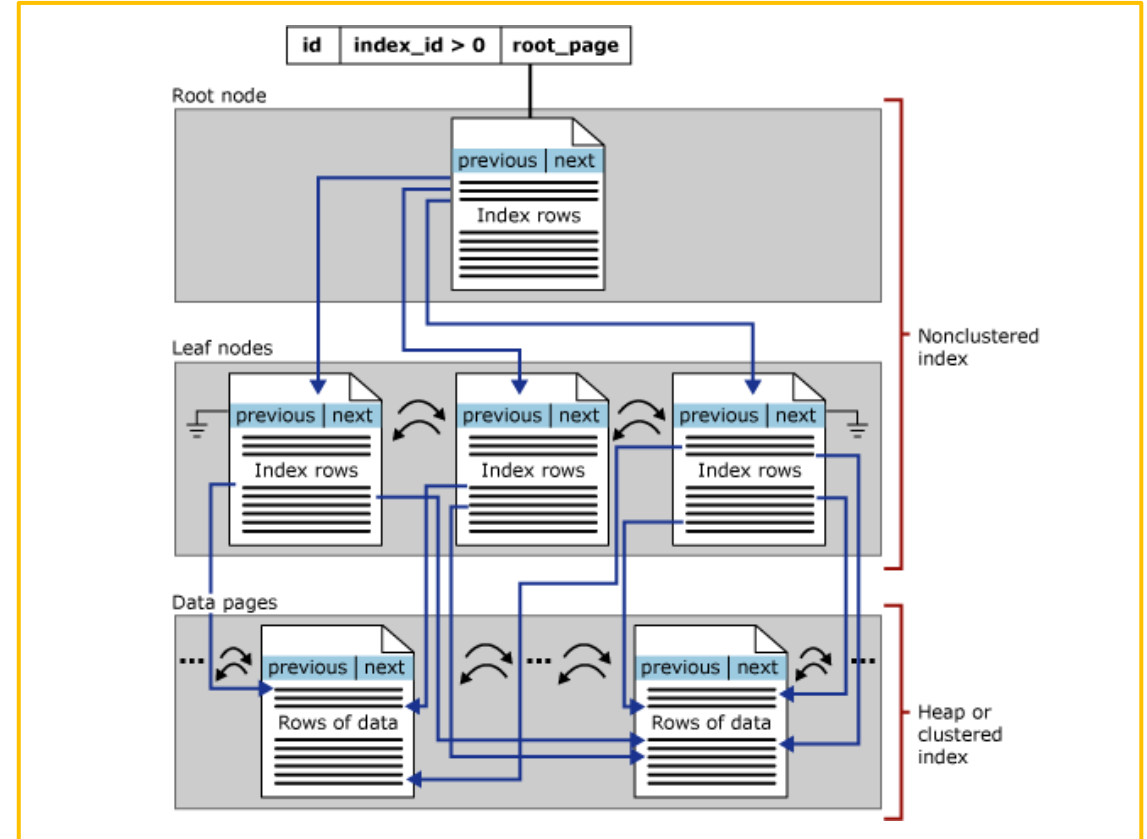 id index_id > 0 root_page
Root node
previous next
Index rows
Nonclustered
index
Leaf nodes
previous next previous next previous next
Index rows Index rows Index rows
Data pages
... ... ...
previous next previous next
Rows of data Rows of data
Heap or
clustered
index